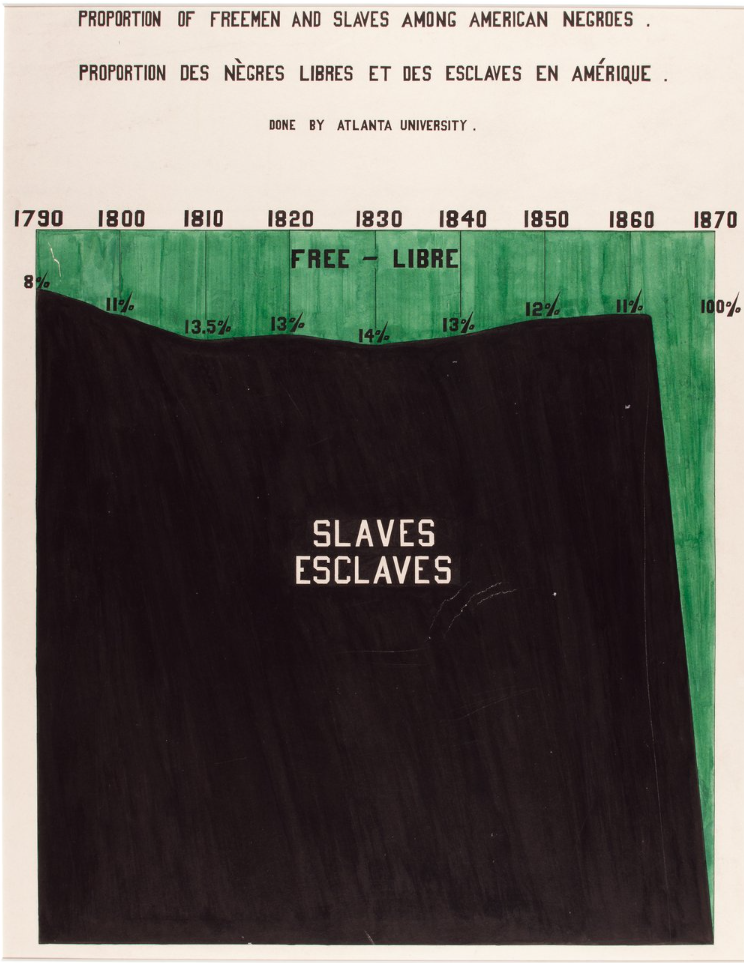 PROPORTION OF FREEMEN AND SLAVES AMONG AMERICAN NEGROES .
PROPORTION DES NÈGRES LIBRES ET DES ESCLAVES EN AMÉRIQUE .
DONE BY ATLANTA UNIVERSITY .
1790 1800 1810 1820 1830 1840 1850 1860 1870
FREE – LIBRE
8% 11% 13.5% 13% 14% 13% 12% 11% 100%
SLAVES
ESCLAVES